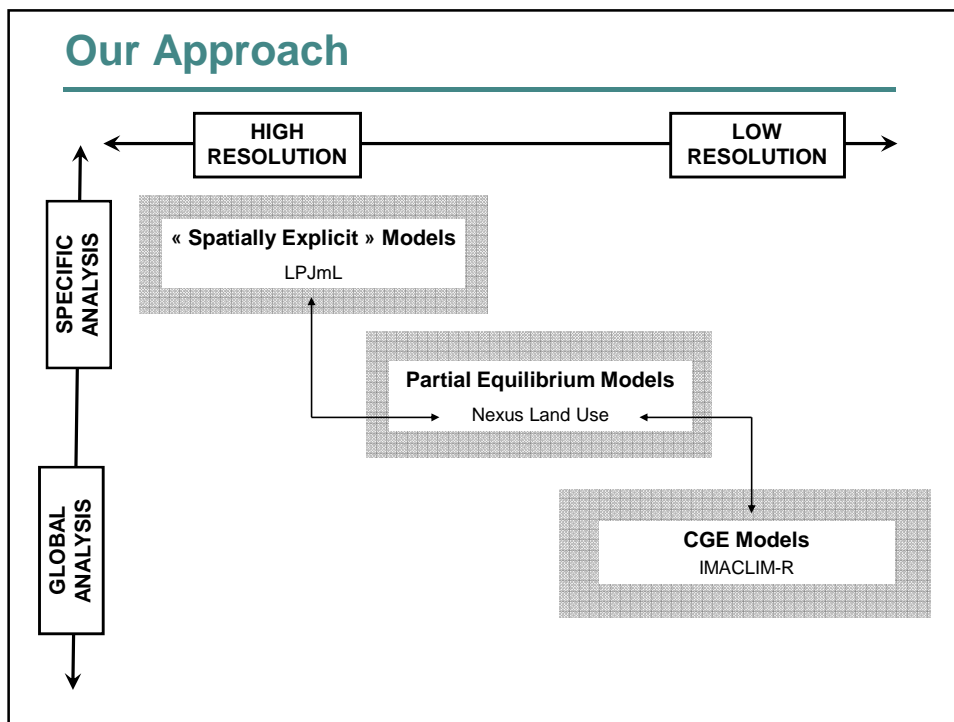 Our Approach
HIGH
RESOLUTION
LOW
RESOLUTION
SPECIFIC
ANALYSIS
« Spatially Explicit » Models
LPJmL
Partial Equilibrium Models
Nexus Land Use
GLOBAL
ANALYSIS
CGE Models
IMACLIM-R